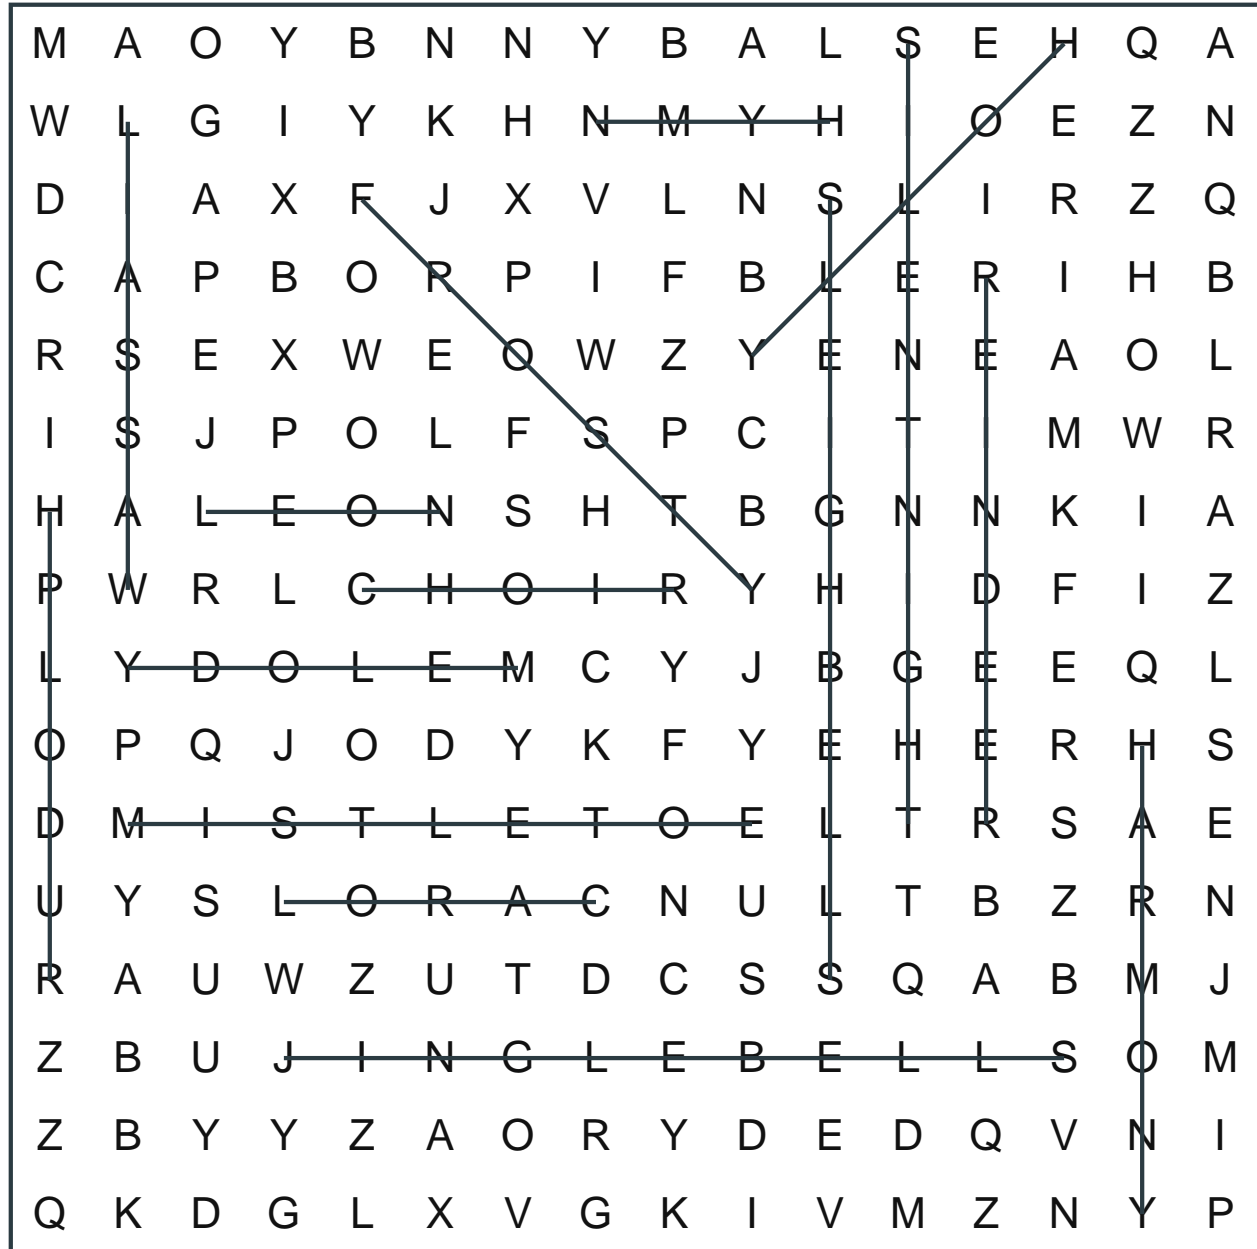 M A O Y B N N Y B A L S E H Q A
W L G I Y K H N M Y H I O E Z N
D I A X F J X V L N S L I R Z Q
C A P B O R P I F B L E R I H B
R S E X W E O W Z Y E N E A O L
I S J P O L F S P C I T I M W R
H A L E O N S H T B G N N K I A
P W R L C H O I R Y H I D F I Z
L Y D O L E M C Y J B G E E Q L
O P Q J O D Y K F Y E H E R H S
D M I S T L E T O E L T R S A E
U Y S L O R A C N U L T B Z R N
R A U W Z U T D C S S Q A B M J
Z B U J I N G L E B E L L S O M
Z B Y Y Z A O R Y D E D Q V N I
Q K D G L X V G K I V M Z N Y P